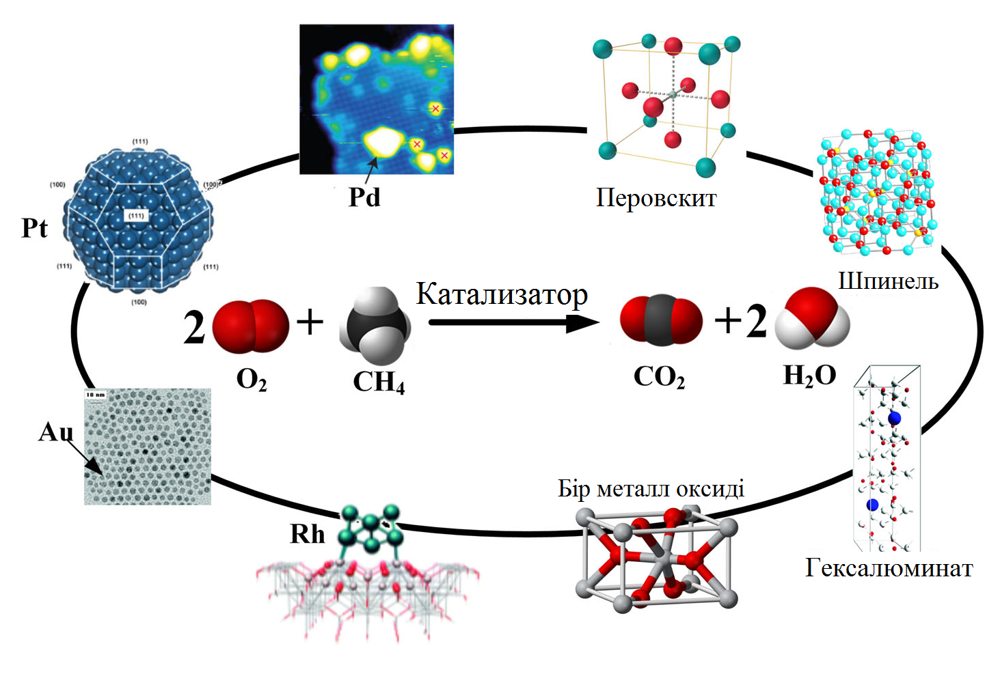 (111)
(100)
(100)
(111)
Pt
(111)
(111)
(100)
Pd
Перовскит
Шпинель
Катализатор
2
+
+2
O₂
CH₄
CO₂
H₂O
10 nm
Au
Rh
Бір металл оксиді
Гексалюминат